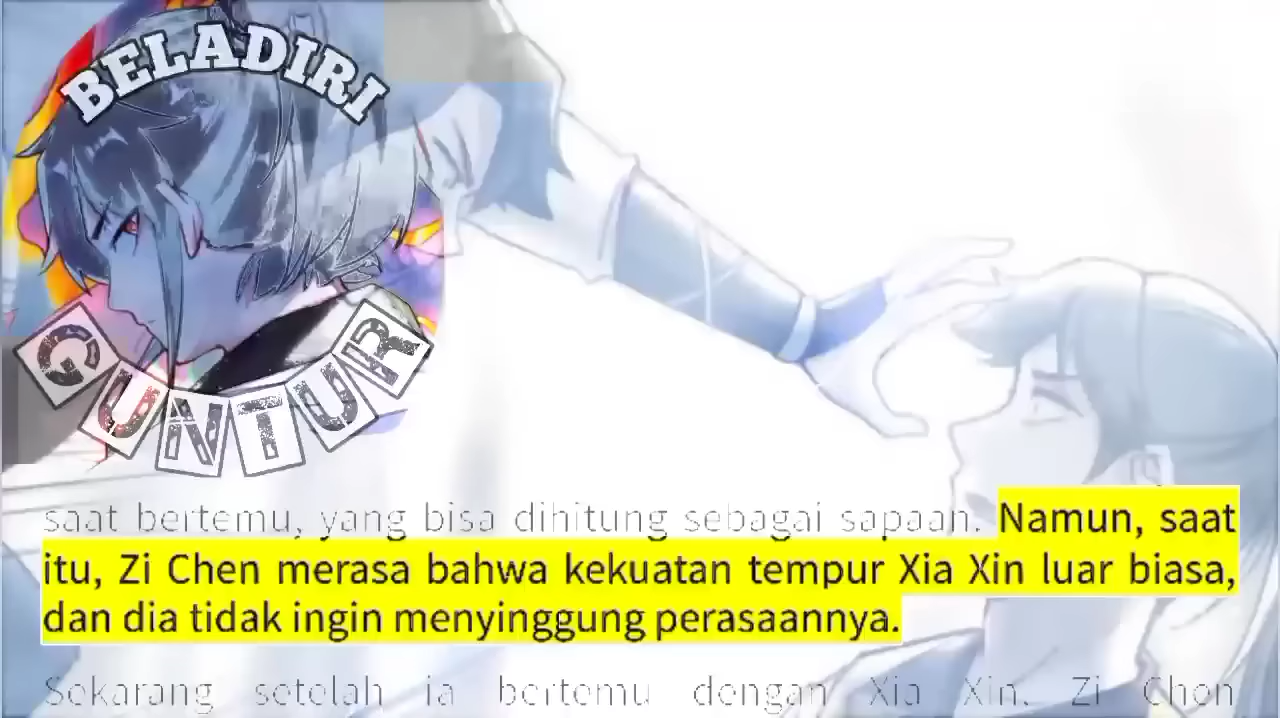 BELADIRI
GUNTUR
saat bertemu, yang bisa dihitung sebagai sapaan. Namun, saat
itu, Zi Chen merasa bahwa kekuatan tempur Xia Xin luar biasa,
dan dia tidak ingin menyinggung perasaannya.
Sekarang setelah ia bertemu dengan Xia Xin, Zi Chen